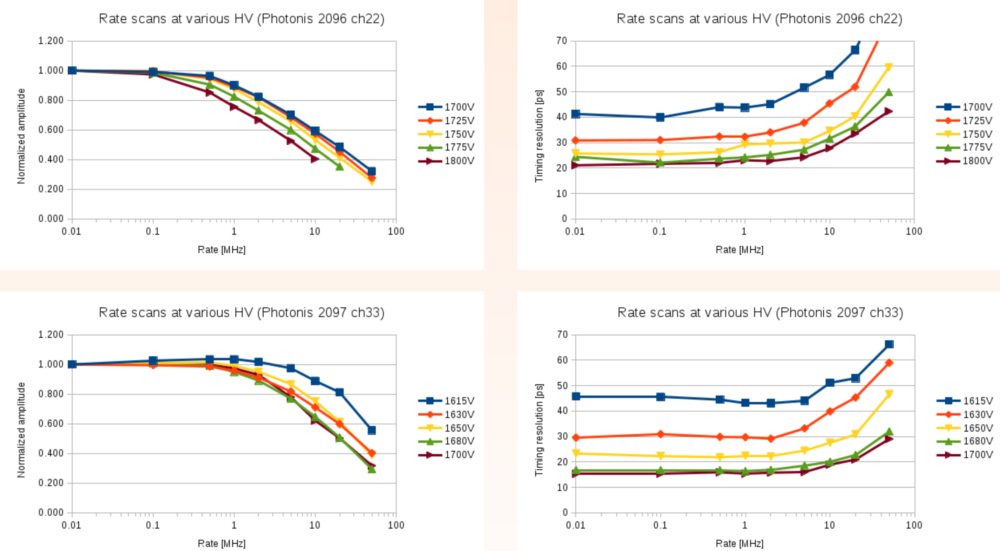 Rate scans at various HV (Photonis 2096 ch22)
Normalized amplitude
1.200
1.000
0.800
0.600
0.400
0.200
0.000
0.01 0.1 1 10 100
Rate [MHz]
1700V
1725V
1750V
1775V
1800V
Rate scans at various HV (Photonis 2096 ch22)
Timing resolution [ps]
70
60
50
40
30
20
10
0
0.01 0.1 1 10 100
Rate [MHz]
1700V
1725V
1750V
1775V
1800V
Rate scans at various HV (Photonis 2097 ch33)
Normalized amplitude
1.200
1.000
0.800
0.600
0.400
0.200
0.000
0.01 0.1 1 10 100
Rate [MHz]
1615V
1630V
1650V
1680V
1700V
Rate scans at various HV (Photonis 2097 ch33)
Timing resolution [ps]
70
60
50
40
30
20
10
0
0.01 0.1 1 10 100
Rate [MHz]
1615V
1630V
1650V
1680V
1700V